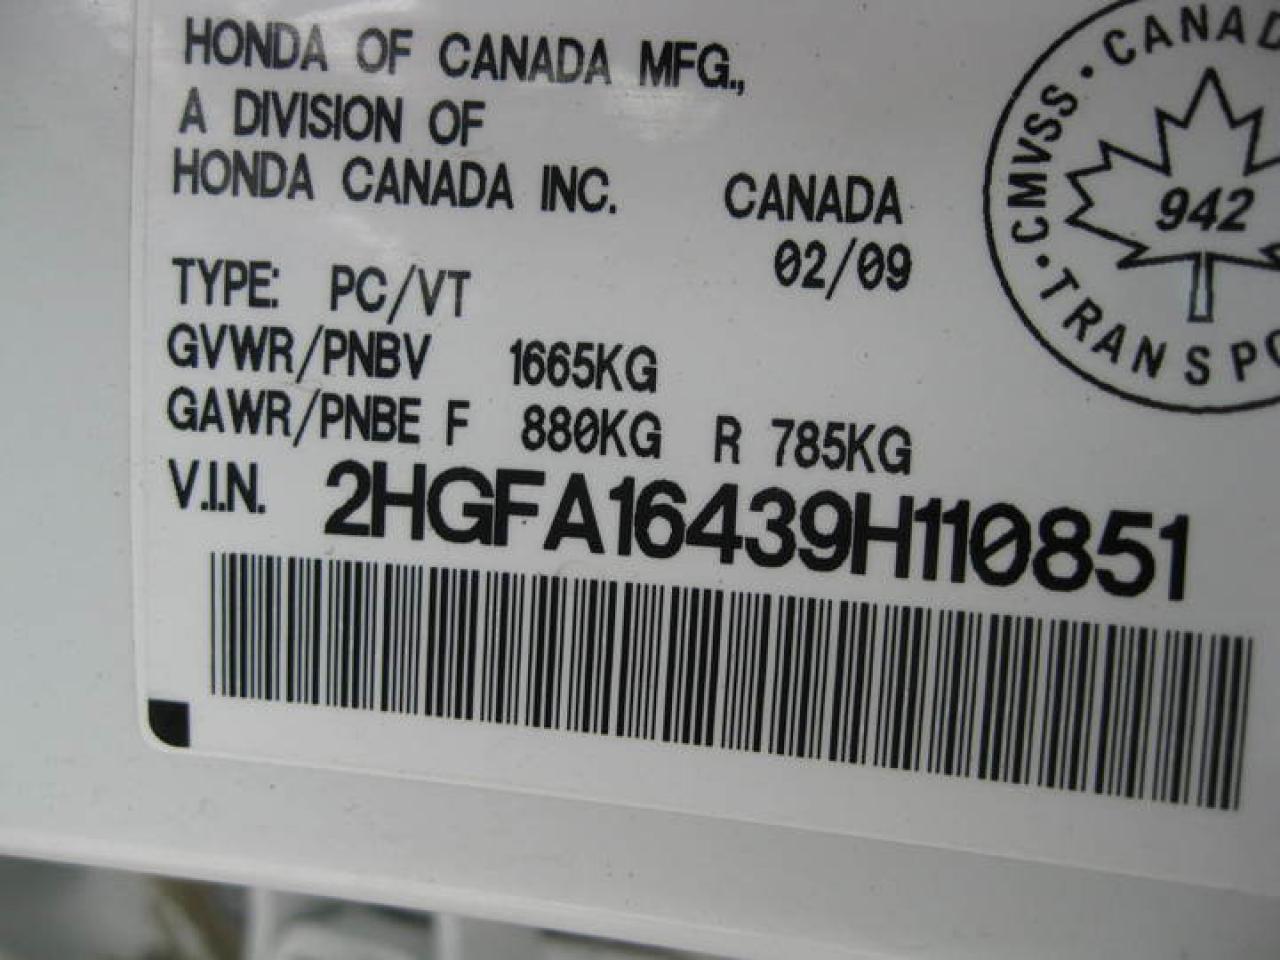 HONDA OF CANADA MFG.,
A DIVISION OF
HONDA CANADA INC. CANADA
02/09
TYPE: PC/VT
GVWR/PNBV 1665KG
GAWR/PNBE F 880KG R 785KG
V.I.N. 2HGFA16439H110851
CMVSS · CANAD
942
· TRANSPO